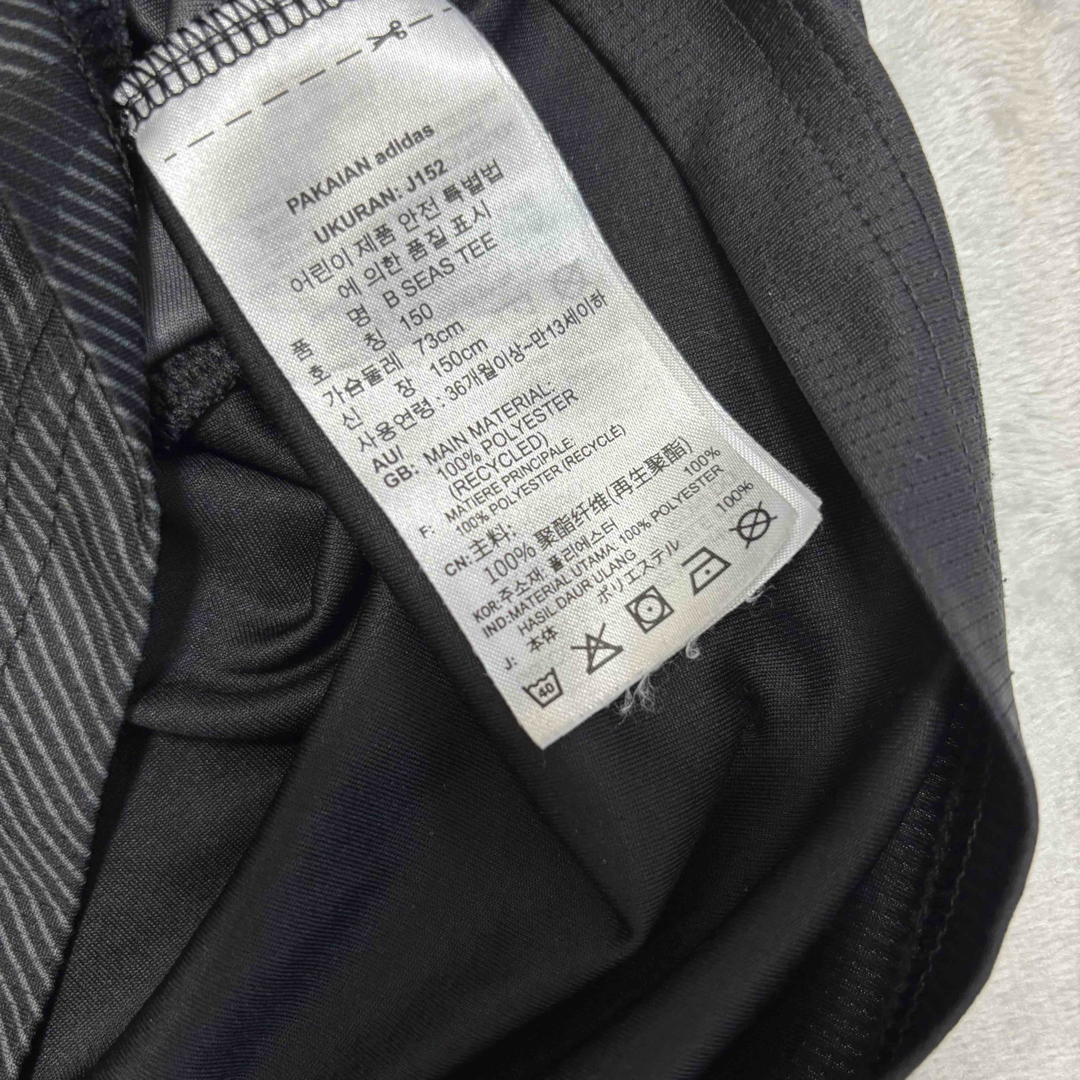 PAKAIAN adidas
UKURAN: J152
어린이 제품 안전 특별법
에 의한 품질 표시
품 명 B SEAS TEE
호 칭 150
가슴둘레 73cm
신 장 150cm
사용연령 : 36개월이상~만13세이하
AU/
GB: MAIN MATERIAL:
100% POLYESTER
(RECYCLED)
F: MATIERE PRINCIPALE:
100% POLYESTER (RECYCLÉ)
CN: 主料:
100% 聚酯纤维(再生聚酯)
KOR: 주소재, 폴리에스터 100%
IND: MATERIAL UTAMA, 100% POLYESTER
HASIL DAUR ULANG
J: 本体 ポリエステル 100%
40